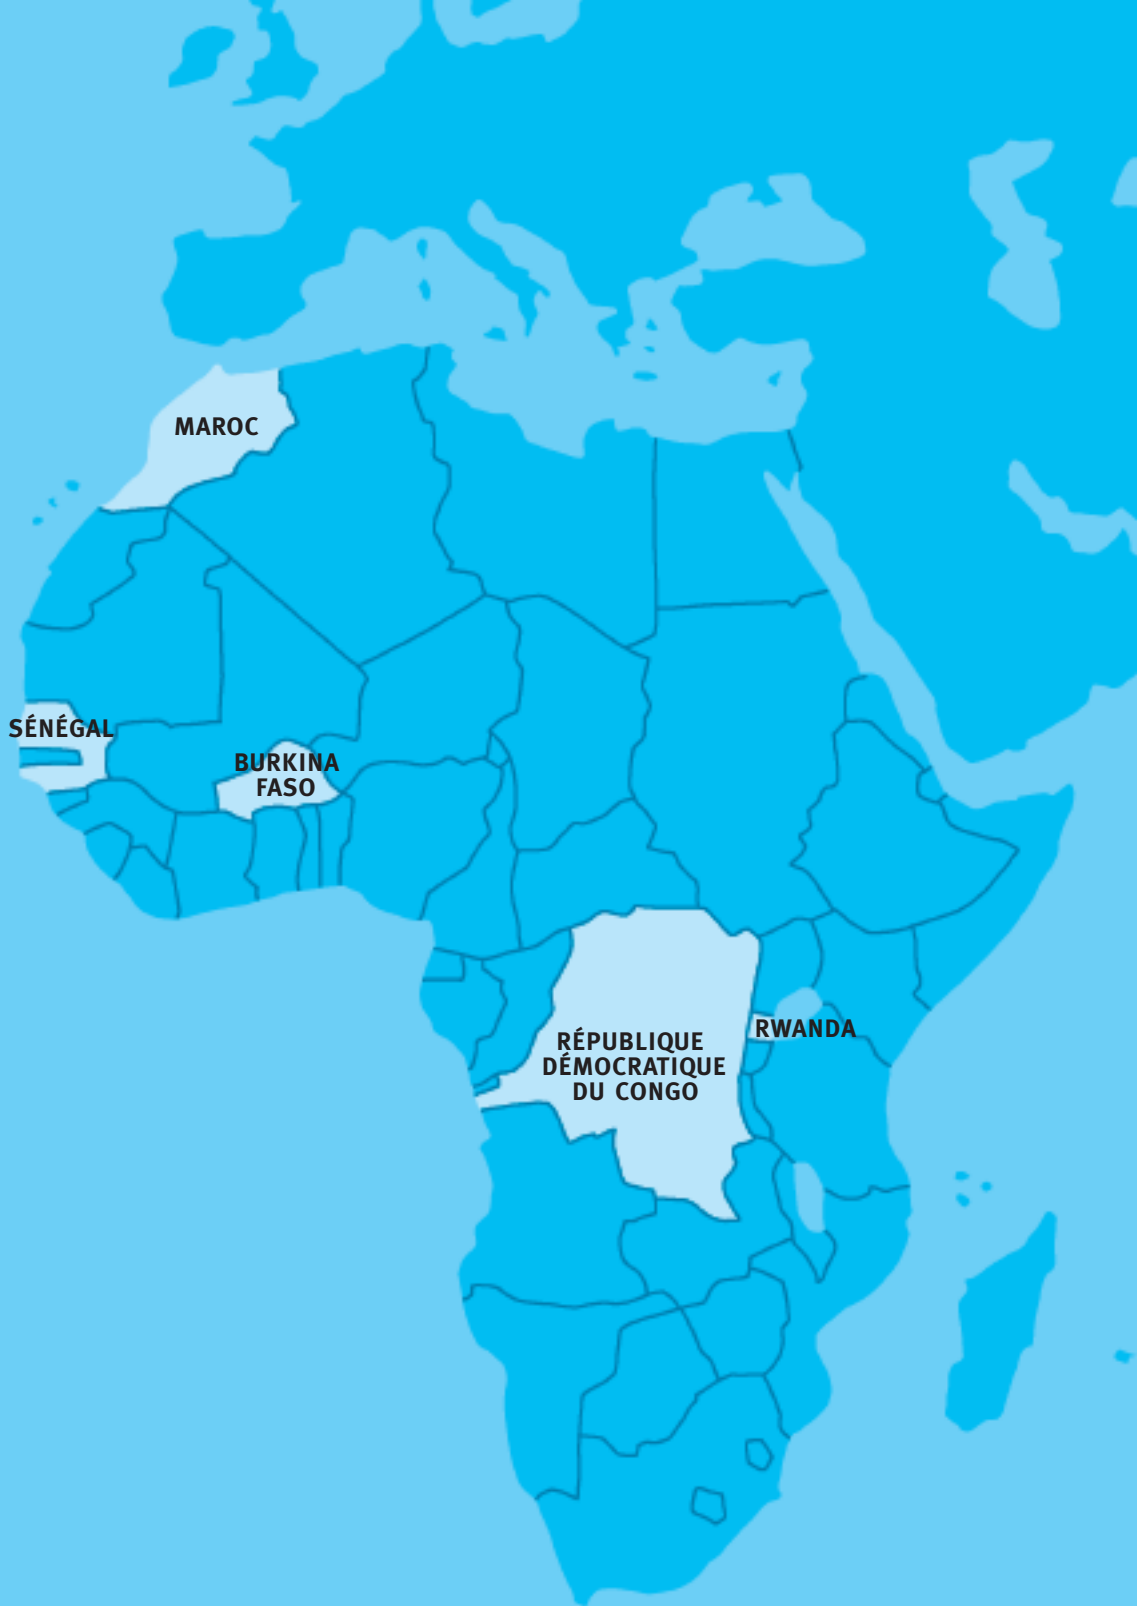 MAROC
SÉNÉGAL
BURKINA
FASO
RWANDA
RÉPUBLIQUE
DÉMOCRATIQUE
DU CONGO